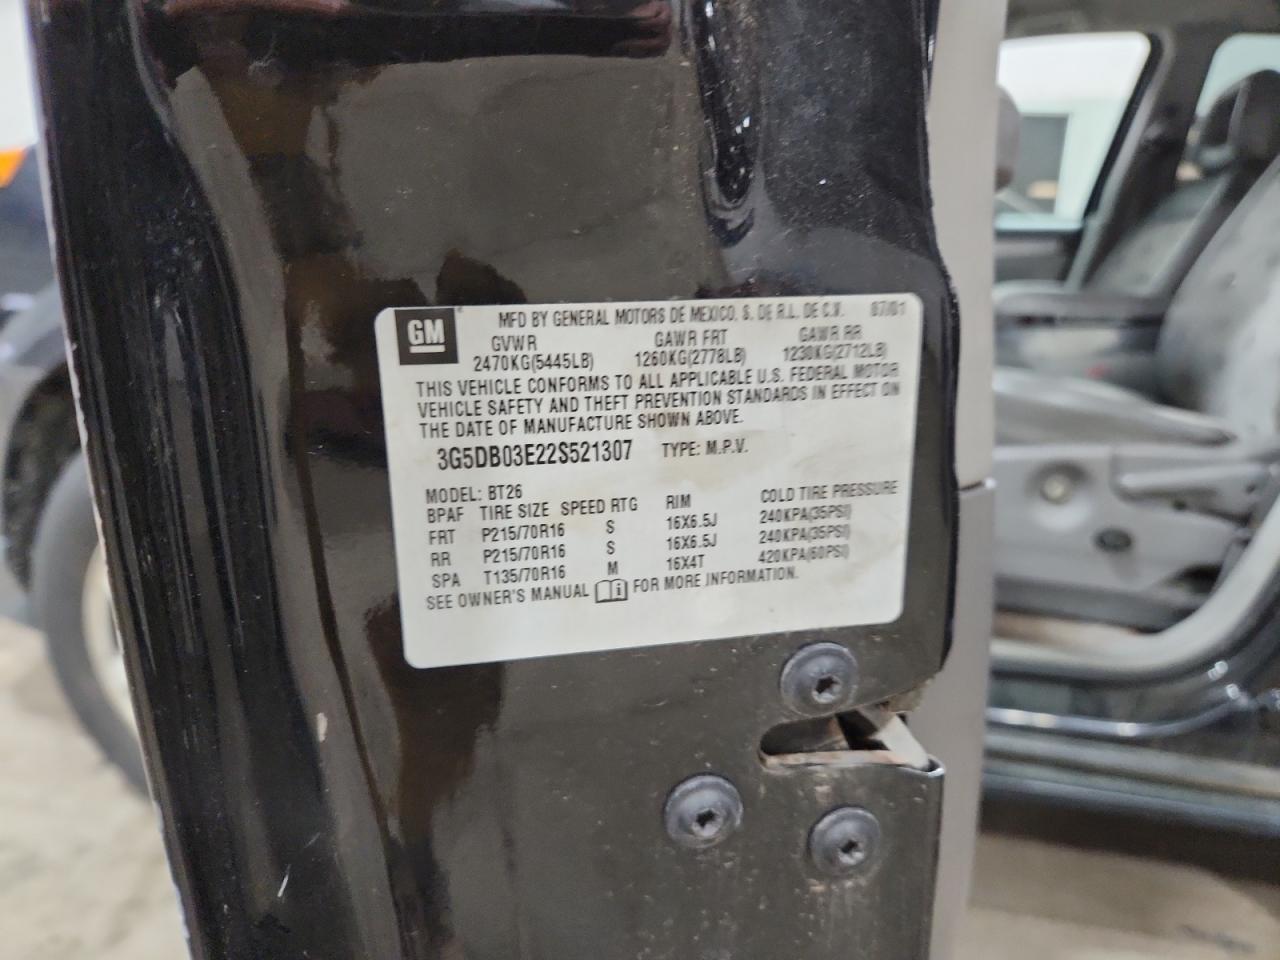 GM
MFD BY GENERAL MOTORS DE MEXICO, S. DE R.L. DE C.V. 07/01
GVWR GAWR FRT GAWR RR
2470KG(5445LB) 1260KG(2778LB) 1230KG(2712LB)
THIS VEHICLE CONFORMS TO ALL APPLICABLE U.S. FEDERAL MOTOR
VEHICLE SAFETY AND THEFT PREVENTION STANDARDS IN EFFECT ON
THE DATE OF MANUFACTURE SHOWN ABOVE.
3G5DB03E22S521307 TYPE: M.P.V.
MODEL: BT26
BPAF TIRE SIZE SPEED RTG RIM COLD TIRE PRESSURE
FRT P215/70R16 S 16X6.5J 240KPA(35PSI)
RR P215/70R16 S 16X6.5J 240KPA(35PSI)
SPA T135/70R16 M 16X4T 420KPA(60PSI)
SEE OWNER'S MANUAL i FOR MORE INFORMATION.